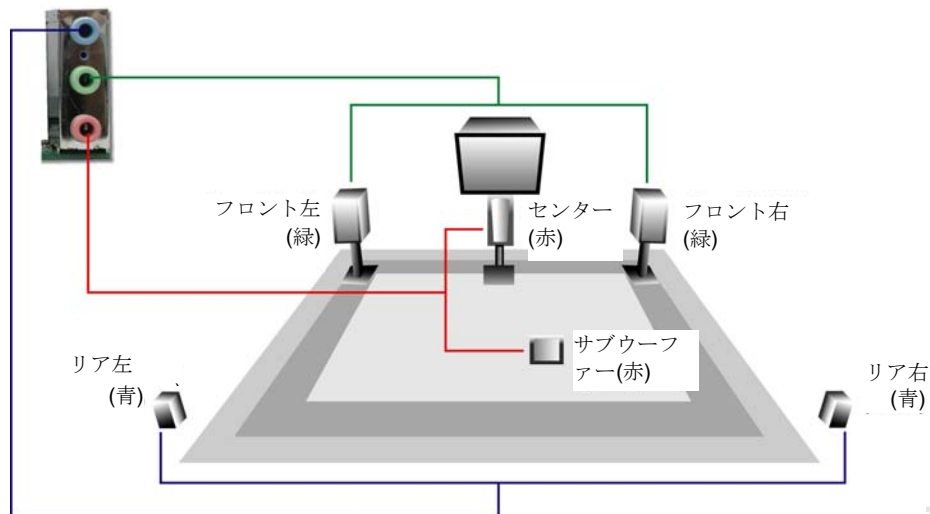 フロント左
(緑)
センター
(赤)
フロント右
(緑)
サブウーフ
ァー(赤)
リア左
(青)
リア右
(青)